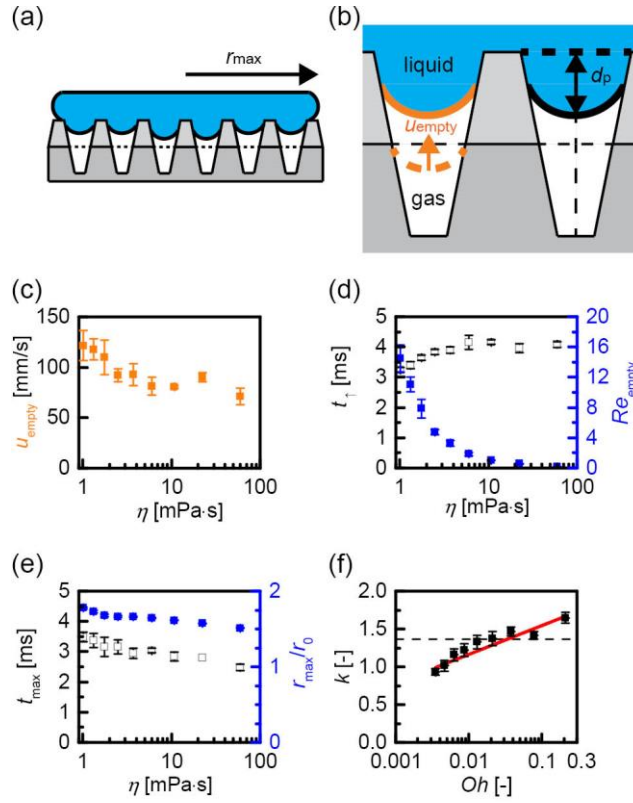 (a)
r_max
(b)
liquid
d_p
u_empty
gas
(c)
150
100
50
0
u_empty [mm/s]
1 10 100
η [mPa·s]
(d)
5
4
3
2
1
0
t_↑ [ms]
20
16
12
8
4
0
Re_empty
1 10 100
η [mPa·s]
(e)
5
4
3
2
1
0
t_max [ms]
2
1
0
r_max/r_0
1 10 100
η [mPa·s]
(f)
2.0
1.5
1.0
0.5
0.0
k [-]
0.001 0.01 0.1 0.3
Oh [-]